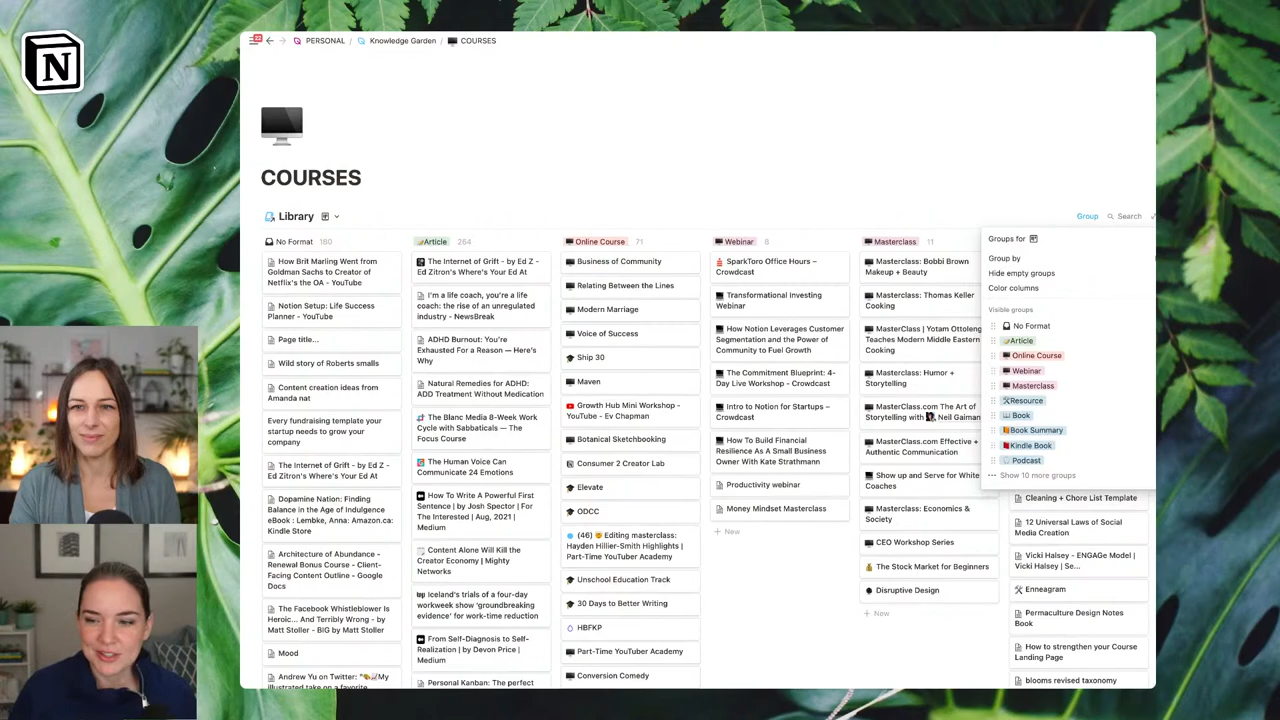 N
22
PERSONAL / Knowledge Garden / COURSES
COURSES
Library
Group
Search
No Format 180
How Brit Marling Went from
Goldman Sachs to Creator of
Netflix's the OA - YouTube
Notion Setup: Life Success
Planner - YouTube
Page title...
Wild story of Roberts smalls
Content creation ideas from
Amanda nat
Every fundraising template your
startup needs to grow your
company
The Internet of Grift - by Ed Z -
Ed Zitron's Where's Your Ed At
Dopamine Nation: Finding
Balance in the Age of Indulgence
eBook : Lembke, Anna: Amazon.ca:
Kindle Store
Architecture of Abundance -
Renewal Bonus Course - Client-
Facing Content Outline - Google
Docs
The Facebook Whistleblower Is
Heroic... And Terribly Wrong - by
Matt Stoller - BIG by Matt Stoller
Mood
Andrew Yu on Twitter: "🎨📈My
illustrated take on a favorite
Article 264
The Internet of Grift - by Ed Z -
Ed Zitron's Where's Your Ed At
I'm a life coach, you're a life
coach: the rise of an unregulated
industry - NewsBreak
ADHD Burnout: You're
Exhausted For a Reason — Here's
Why
Natural Remedies for ADHD:
ADD Treatment Without Medication
The Blanc Media 8-Week Work
Cycle with Sabbaticals — The
Focus Course
The Human Voice Can
Communicate 24 Emotions
How To Write A Powerful First
Sentence | by Josh Spector | For
The Interested | Aug, 2021 |
Medium
Content Alone Will Kill the
Creator Economy | Mighty
Networks
Iceland's trials of a four-day
workweek show 'groundbreaking
evidence' for work-time reduction
From Self-Diagnosis to Self-
Realization | by Devon Price |
Medium
Personal Kanban: The perfect
Online Course 71
Business of Community
Relating Between the Lines
Modern Marriage
Voice of Success
Ship 30
Maven
Growth Hub Mini Workshop -
YouTube - Ev Chapman
Botanical Sketchbooking
Consumer 2 Creator Lab
Elevate
ODCC
(46) 🤯 Editing masterclass:
Hayden Hillier-Smith Highlights |
Part-Time YouTuber Academy
Unschool Education Track
30 Days to Better Writing
HBFKP
Part-Time YouTuber Academy
Conversion Comedy
Webinar 8
SparkToro Office Hours –
Crowdcast
Transformational Investing
Webinar
How Notion Leverages Customer
Segmentation and the Power of
Community to Fuel Growth
The Commitment Blueprint: 4-
Day Live Workshop - Crowdcast
Intro to Notion for Startups –
Crowdcast
How To Build Financial
Resilience As A Small Business
Owner With Kate Strathmann
Productivity webinar
Money Mindset Masterclass
+ New
Masterclass 11
Masterclass: Bobbi Brown
Makeup + Beauty
Masterclass: Thomas Keller
Cooking
MasterClass | Yotam Ottoleng
Teaches Modern Middle Eastern
Cooking
Masterclass: Humor +
Storytelling
MasterClass.com The Art of
Storytelling with Neil Gaiman
MasterClass.com Effective +
Authentic Communication
Show up and Serve for White
Coaches
Masterclass: Economics &
Society
CEO Workshop Series
The Stock Market for Beginners
Disruptive Design
+ New
Groups for
Group by
Hide empty groups
Color columns
Visible groups
No Format
Article
Online Course
Webinar
Masterclass
Resource
Book
Book Summary
Kindle Book
Podcast
Show 10 more groups
Cleaning + Chore List Template
12 Universal Laws of Social
Media Creation
Vicki Halsey - ENGAGe Model |
Vicki Halsey | Se...
Enneagram
Permaculture Design Notes
Book
How to strengthen your Course
Landing Page
blooms revised taxonomy